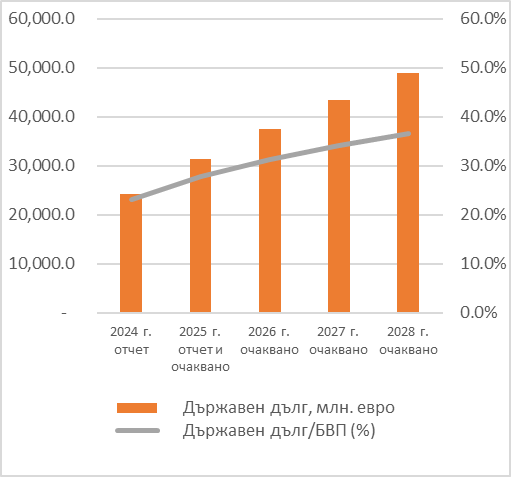 60,000.0
50,000.0
40,000.0
30,000.0
20,000.0
10,000.0
-
60.0%
50.0%
40.0%
30.0%
20.0%
10.0%
0.0%
2024 г.
отчет
2025 г.
отчет и
очаквано
2026 г.
очаквано
2027 г.
очаквано
2028 г.
очаквано
Държавен дълг, млн. евро
Държавен дълг/БВП (%)